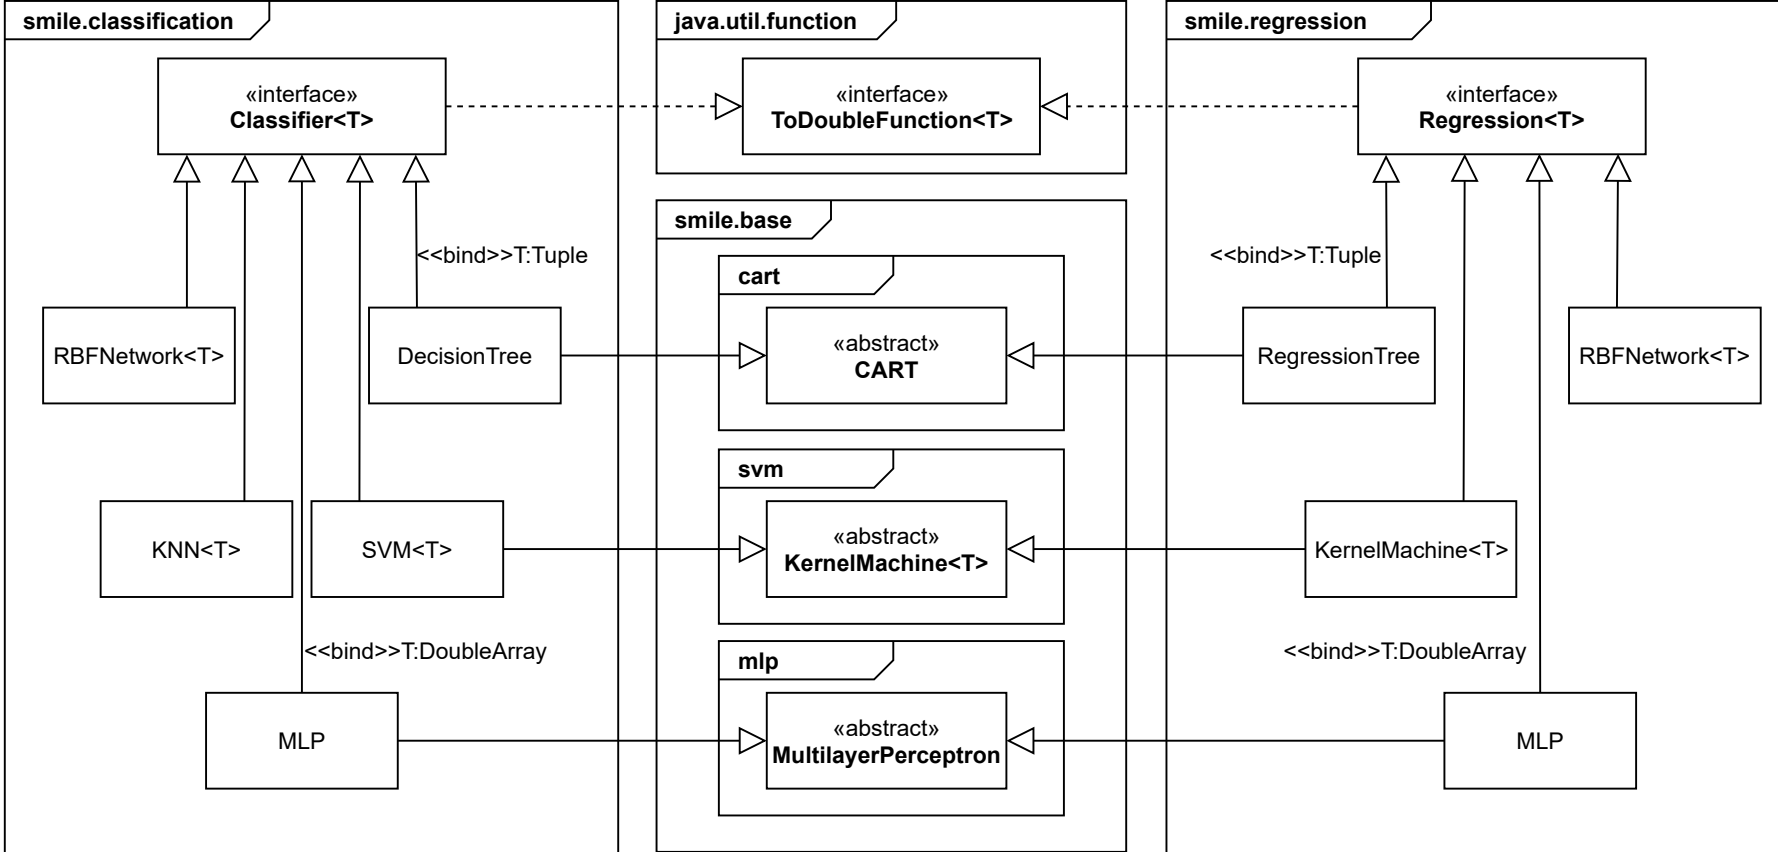 smile.classification
java.util.function
smile.regression
«interface»
Classifier<T>
«interface»
ToDoubleFunction<T>
«interface»
Regression<T>
smile.base
<<bind>>T:Tuple
<<bind>>T:Tuple
cart
RBFNetwork<T>
DecisionTree
«abstract»
CART
RegressionTree
RBFNetwork<T>
svm
KNN<T>
SVM<T>
«abstract»
KernelMachine<T>
KernelMachine<T>
<<bind>>T:DoubleArray
<<bind>>T:DoubleArray
mlp
MLP
«abstract»
MultilayerPerceptron
MLP